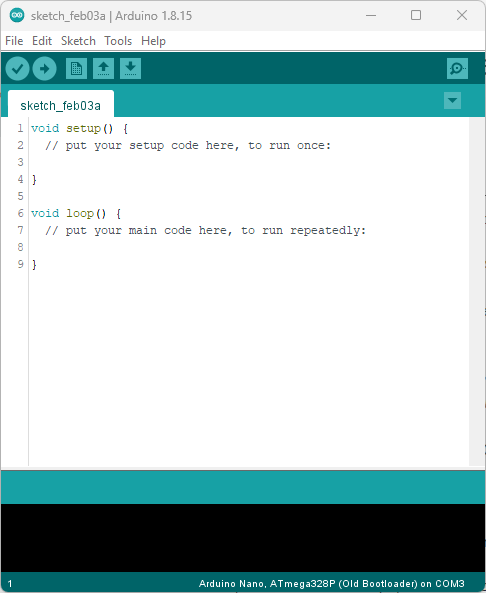 sketch_feb03a | Arduino 1.8.15
File Edit Sketch Tools Help
sketch_feb03a
1 void setup() {
2 // put your setup code here, to run once:
3
4 }
5
6 void loop() {
7 // put your main code here, to run repeatedly:
8
9 }
1 Arduino Nano, ATmega328P (Old Bootloader) on COM3